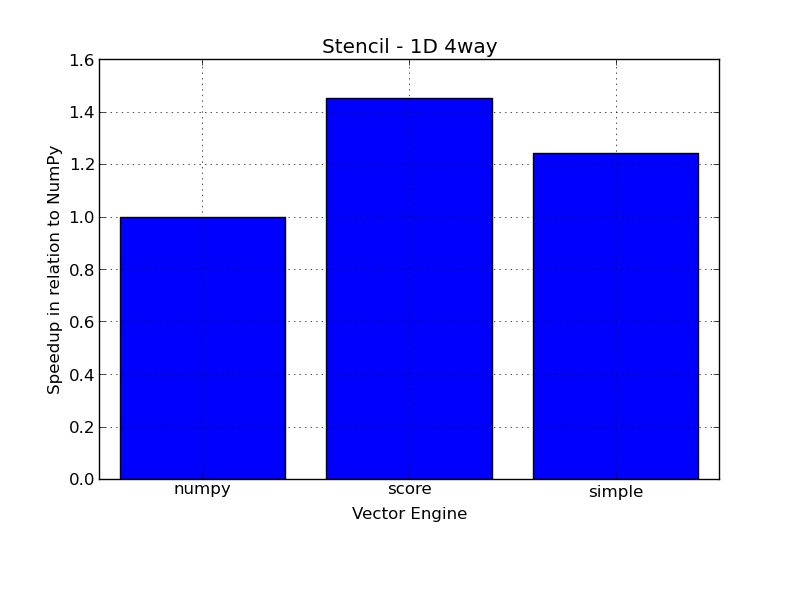 Stencil - 1D 4way
1.6
1.4
1.2
1.0
0.8
0.6
0.4
0.2
0.0
Speedup in relation to NumPy
numpy score simple
Vector Engine